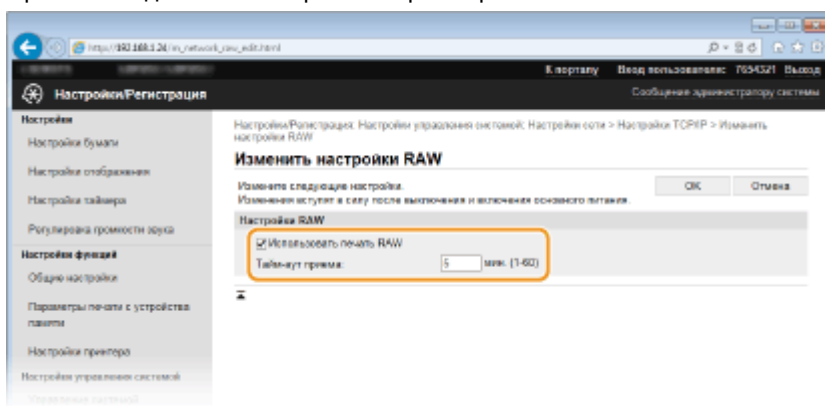 http://192.168.1.24/m_network_raw_edit.html
К порталу Вход пользователя: 7654321 Выход
Настройки/Регистрация
Сообщение администратору системы
Настройки
Настройки бумаги
Настройки отображения
Настройки таймера
Регулировка громкости звука
Настройки функций
Общие настройки
Параметры печати с устройства памяти
Настройки принтера
Настройки управления системой
Управление системой
Настройки/Регистрация: Настройки управления системой: Настройки сети > Настройки TCP/IP > Изменить
настройки RAW
Изменить настройки RAW
Измените следующие настройки.
Изменения вступят в силу после выключения и включения основного питания.
OK Отмена
Настройки RAW
Использовать печать RAW
Тайм-аут приема: 5 мин. (1-60)